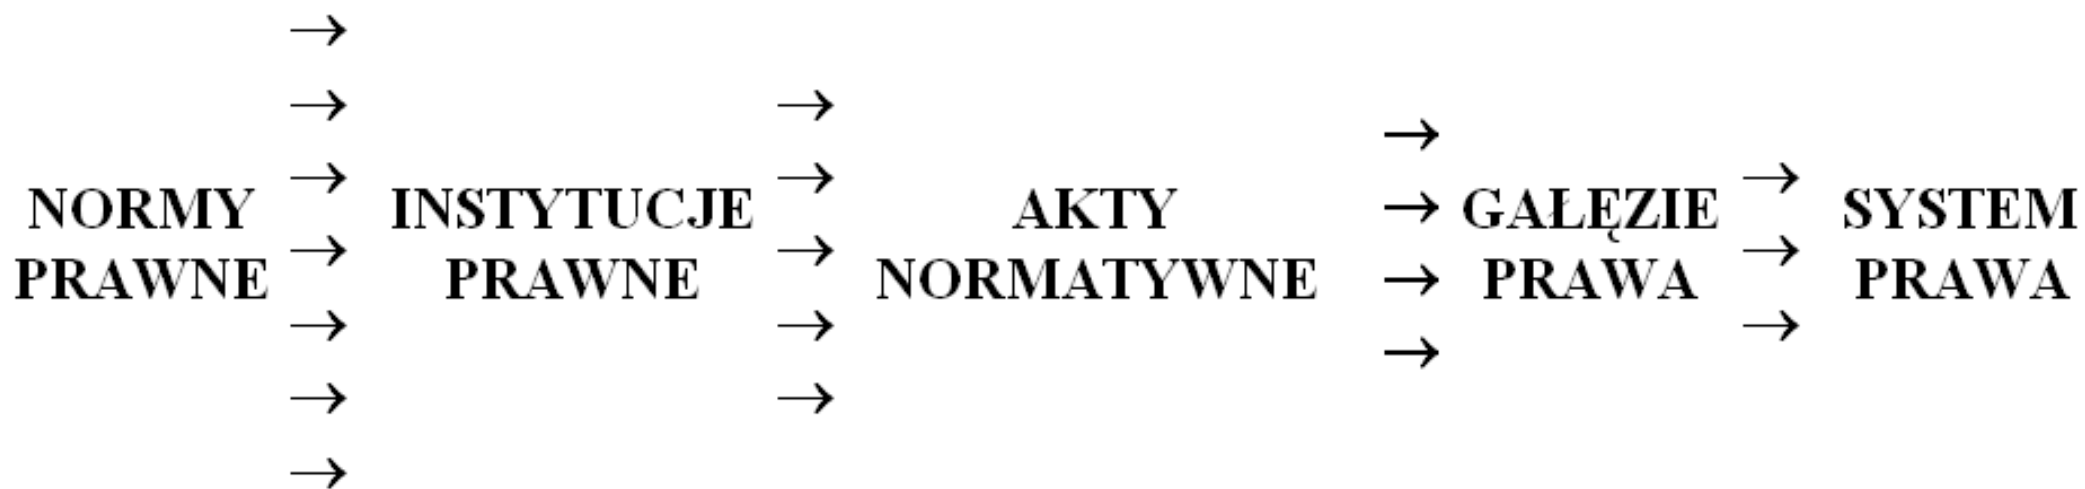 NORMY PRAWNE
INSTYTUCJE PRAWNE
AKTY NORMATYWNE
GAŁĘZIE PRAWA
SYSTEM PRAWA